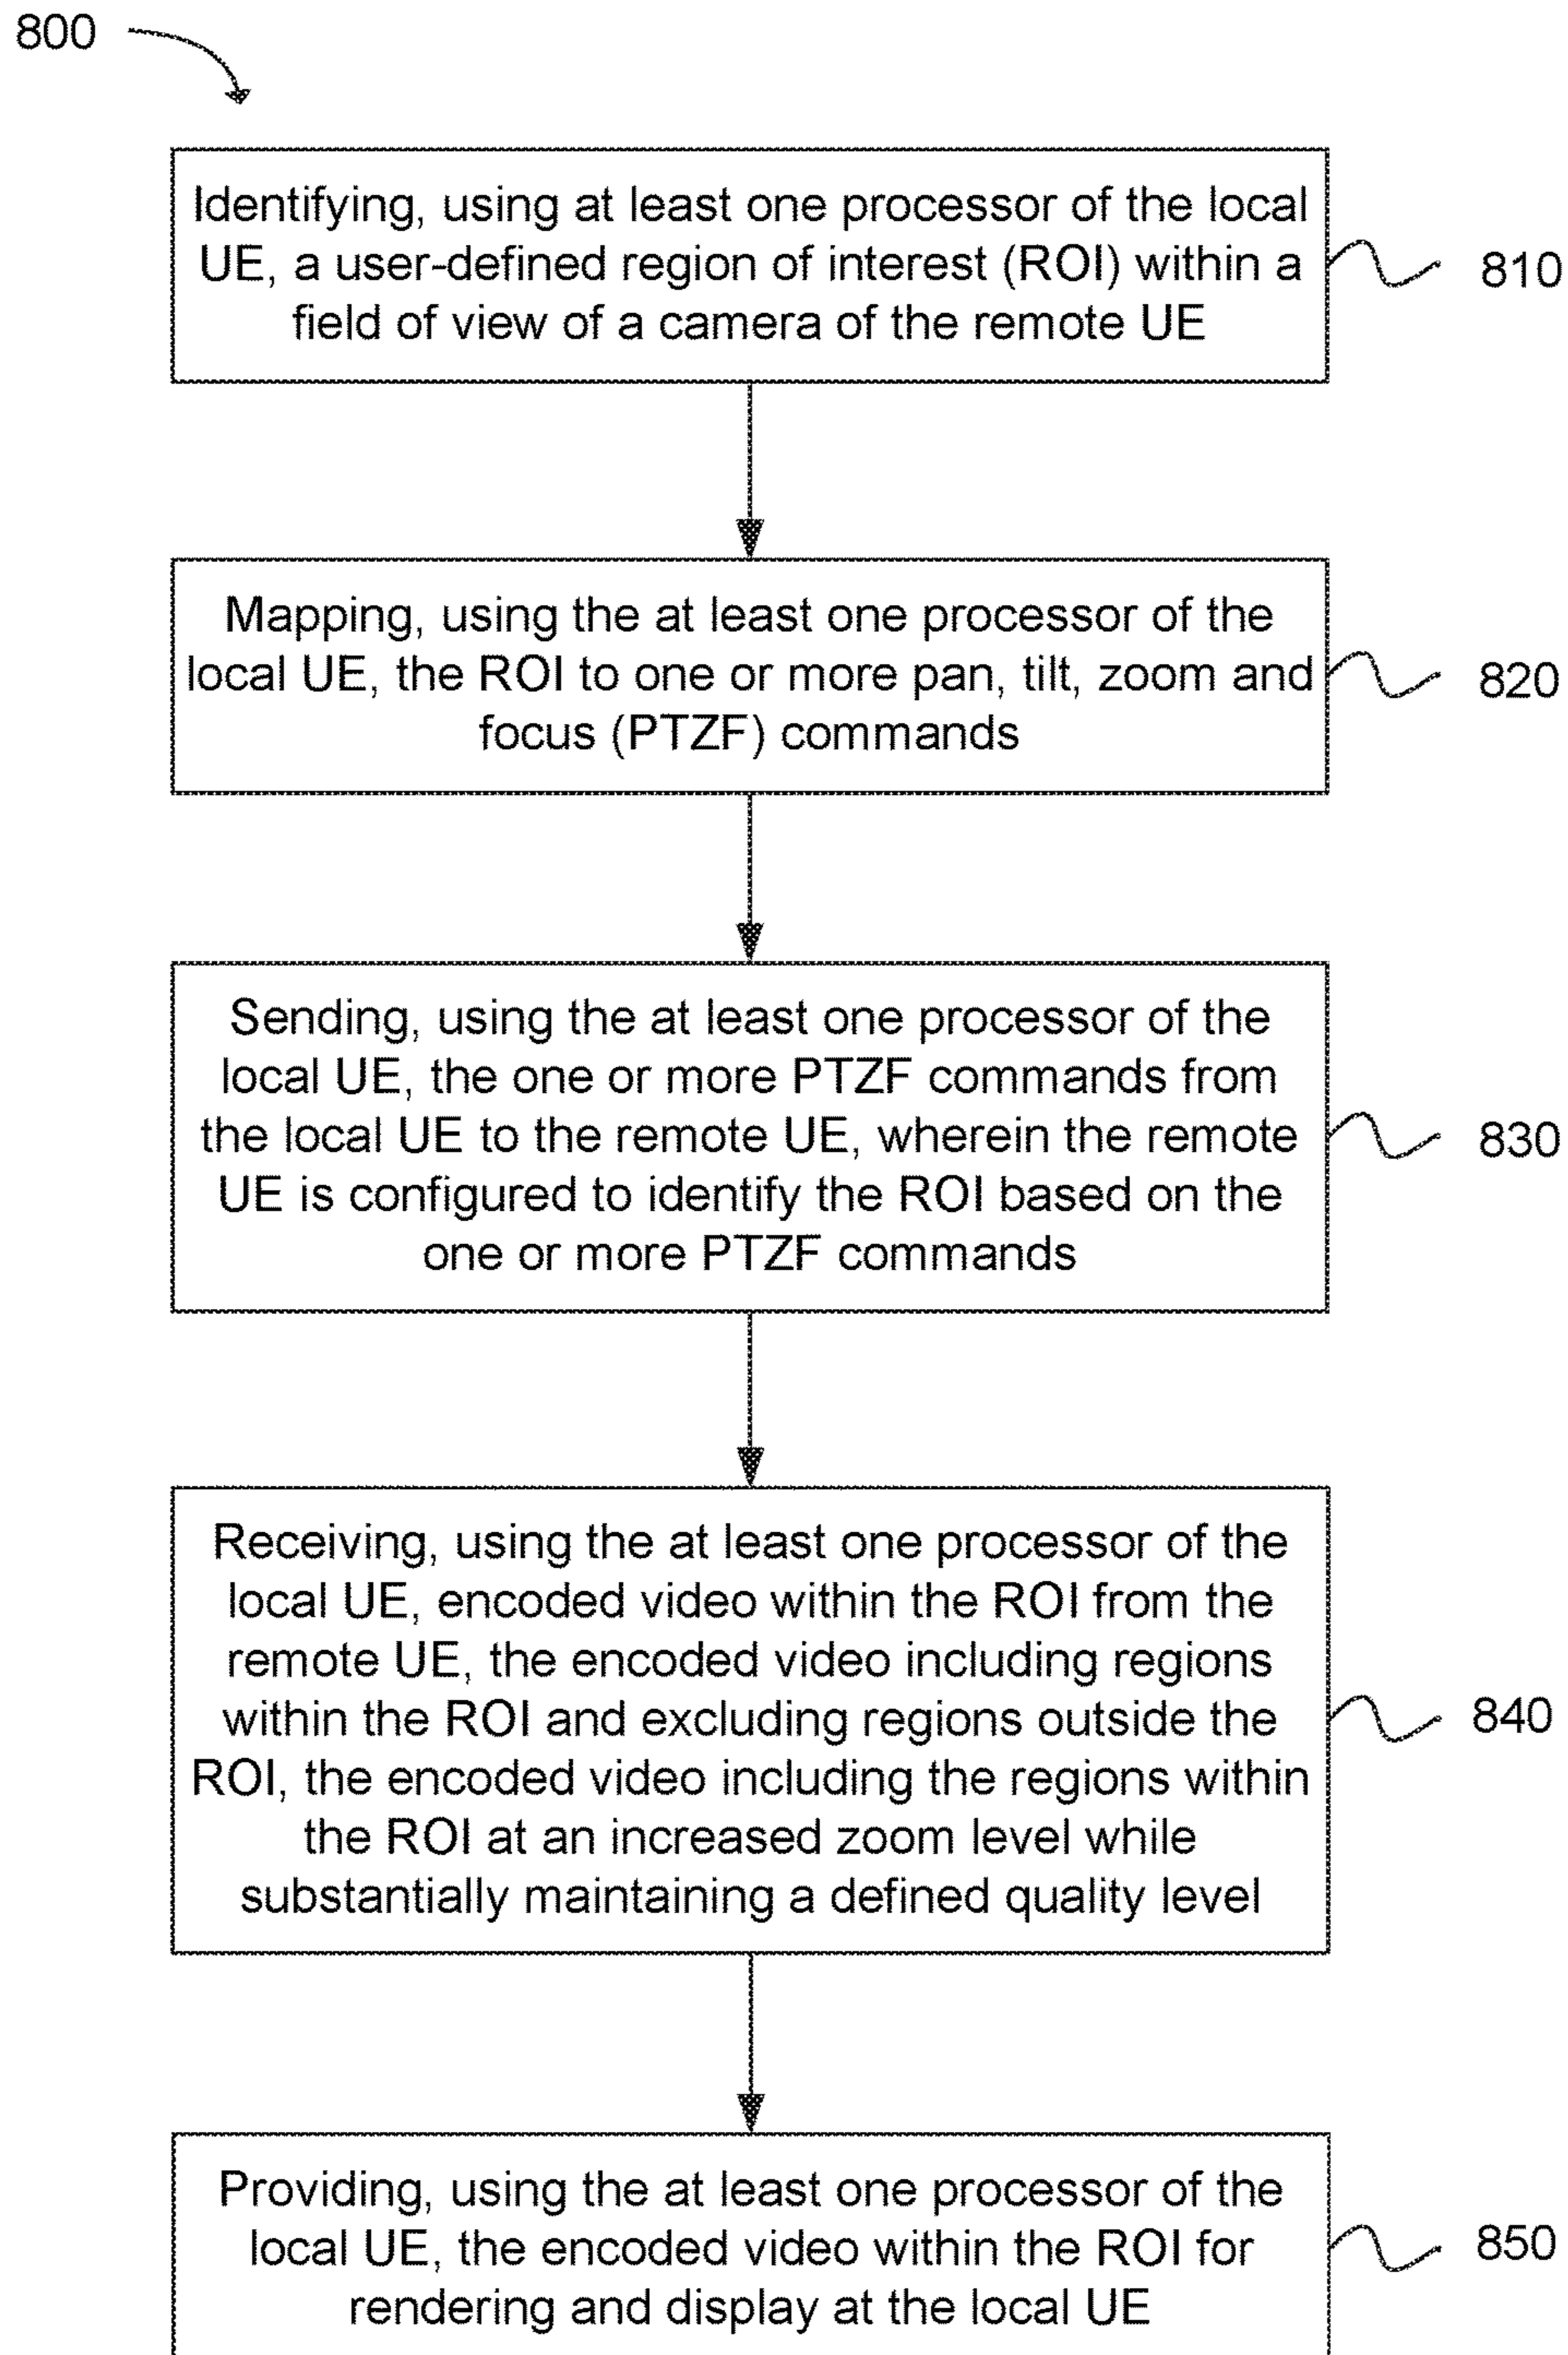 800
Identifying, using at least one processor of the local
UE, a user-defined region of interest (ROI) within a
field of view of a camera of the remote UE
810
Mapping, using the at least one processor of the
local UE, the ROI to one or more pan, tilt, zoom and
focus (PTZF) commands
820
Sending, using the at least one processor of the
local UE, the one or more PTZF commands from
the local UE to the remote UE, wherein the remote
UE is configured to identify the ROI based on the
one or more PTZF commands
830
Receiving, using the at least one processor of the
local UE, encoded video within the ROI from the
remote UE, the encoded video including regions
within the ROI and excluding regions outside the
ROI, the encoded video including the regions within
the ROI at an increased zoom level while
substantially maintaining a defined quality level
840
Providing, using the at least one processor of the
local UE, the encoded video within the ROI for
rendering and display at the local UE
850